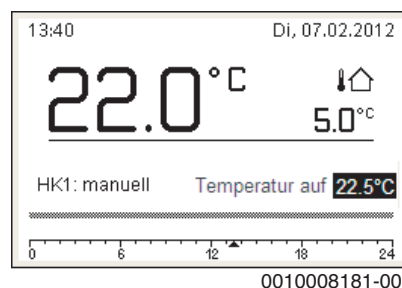 13:40 Di, 07.02.2012
22.0°C
5.0°C
HK1: manuell Temperatur auf 22.5°C
0 6 12 18 24
0010008181-00